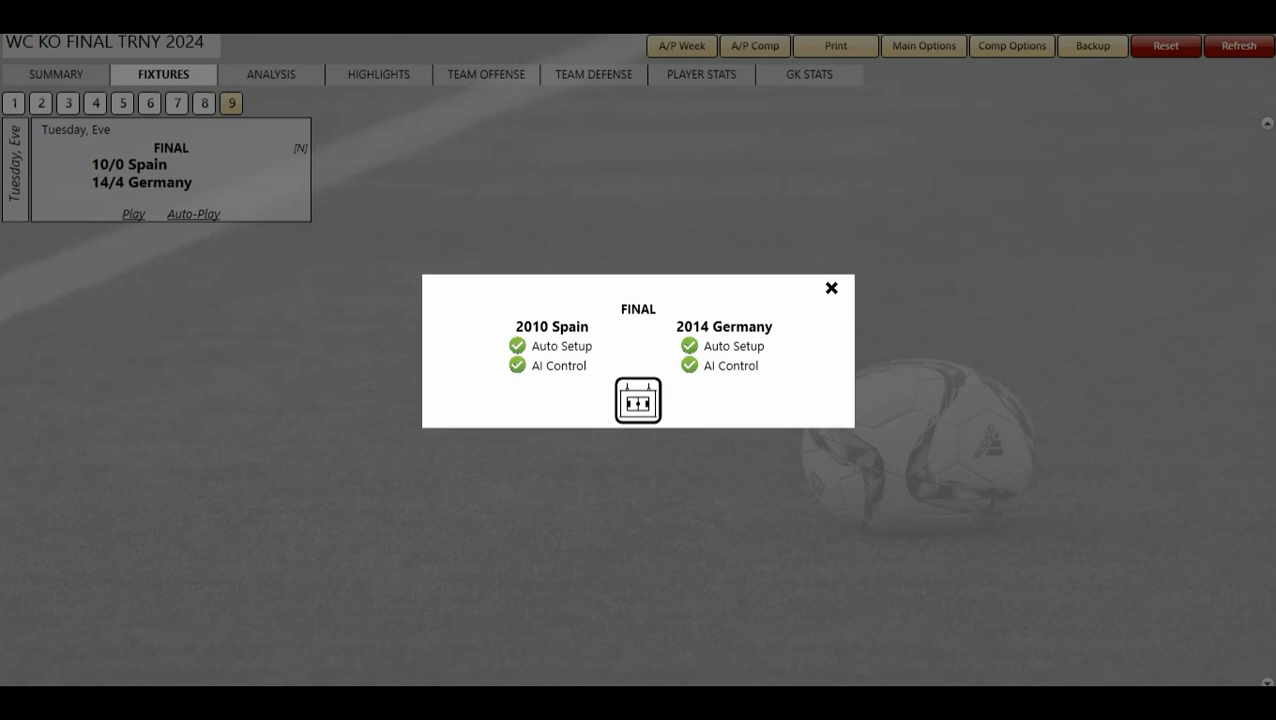 WC KO FINAL TRNY 2024
A/P Week
A/P Comp
Print
Main Options
Comp Options
Backup
Reset
Refresh
SUMMARY
FIXTURES
ANALYSIS
HIGHLIGHTS
TEAM OFFENSE
TEAM DEFENSE
PLAYER STATS
GK STATS
1 2 3 4 5 6 7 8 9
Tuesday, Eve
Tuesday, Eve
FINAL [N]
10/0 Spain
14/4 Germany
Play Auto-Play
FINAL
2010 Spain
Auto Setup
AI Control
2014 Germany
Auto Setup
AI Control
adidas